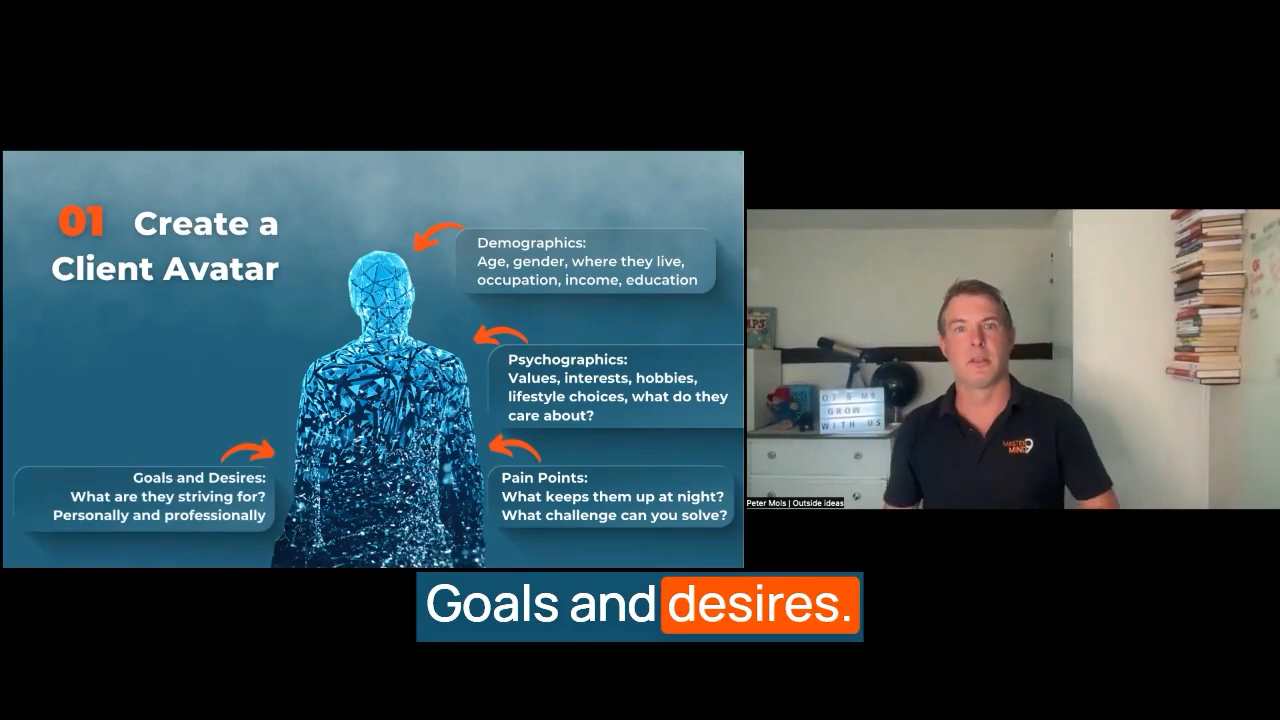 01 Create a
Client Avatar
Demographics:
Age, gender, where they live,
occupation, income, education
Psychographics:
Values, interests, hobbies,
lifestyle choices, what do they
care about?
Goals and Desires:
What are they striving for?
Personally and professionally
Pain Points:
What keeps them up at night?
What challenge can you solve?
GROW
WITH US
MASTER
MIND 9
Peter Mols | Outside ideas
Goals and desires.